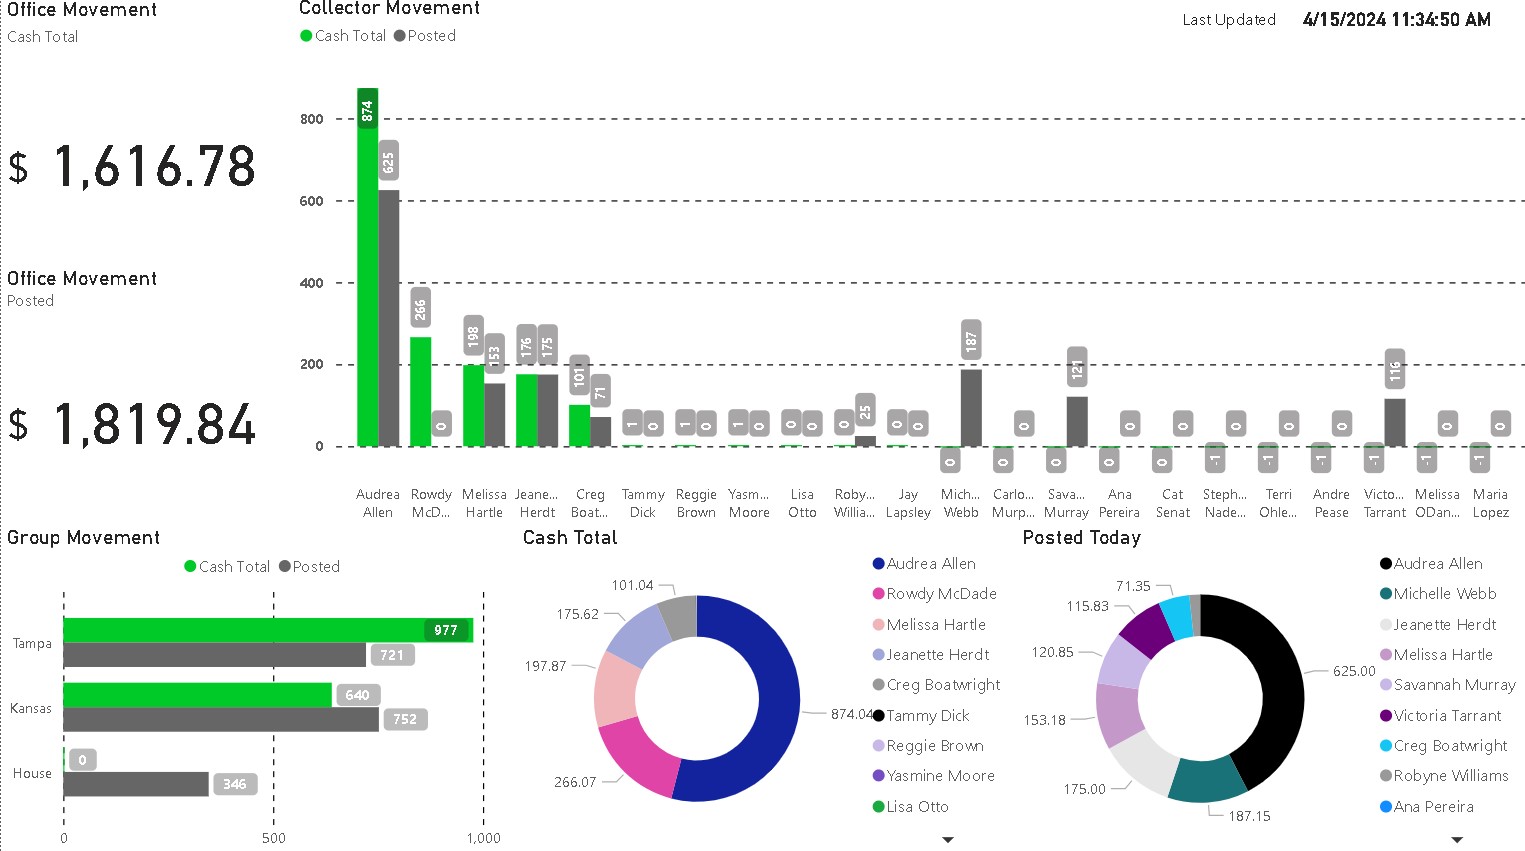 Office Movement
Cash Total
$ 1,616.78
Office Movement
Posted
$ 1,819.84
Collector Movement
Cash Total Posted
Last Updated 4/15/2024 11:34:50 AM
800
600
400
200
0
874
625
266
0
198
153
176
175
101
71
1
0
1
0
1
0
0
0
0
25
0
0
0
187
0
0
0
121
0
0
0
0
-1
0
-1
0
-1
0
-1
116
-1
0
-1
0
Audrea Allen
Rowdy McD...
Melissa Hartle
Jeane... Herdt
Creg Boat...
Tammy Dick
Reggie Brown
Yasm... Moore
Lisa Otto
Roby... Willia...
Jay Lapsley
Mich... Webb
Carlo... Murp...
Sava... Murray
Ana Pereira
Cat Senat
Steph... Nade...
Terri Ohle...
Andre Pease
Victo... Tarrant
Melissa ODan...
Maria Lopez
Group Movement
Cash Total Posted
Tampa
977
721
Kansas
640
752
House
0
346
0
500
1,000
Cash Total
101.04
175.62
197.87
266.07
874.04
Audrea Allen
Rowdy McDade
Melissa Hartle
Jeanette Herdt
Creg Boatwright
Tammy Dick
Reggie Brown
Yasmine Moore
Lisa Otto
Posted Today
71.35
115.83
120.85
153.18
175.00
187.15
625.00
Audrea Allen
Michelle Webb
Jeanette Herdt
Melissa Hartle
Savannah Murray
Victoria Tarrant
Creg Boatwright
Robyne Williams
Ana Pereira